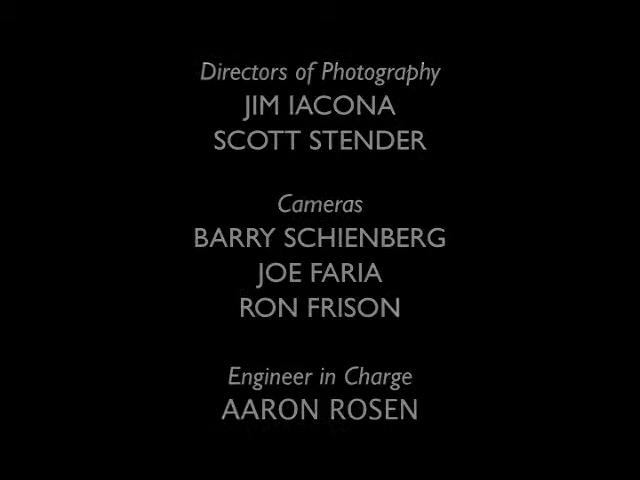 Directors of Photography
JIM IACONA
SCOTT STENDER
Cameras
BARRY SCHIENBERG
JOE FARIA
RON FRISON
Engineer in Charge
AARON ROSEN